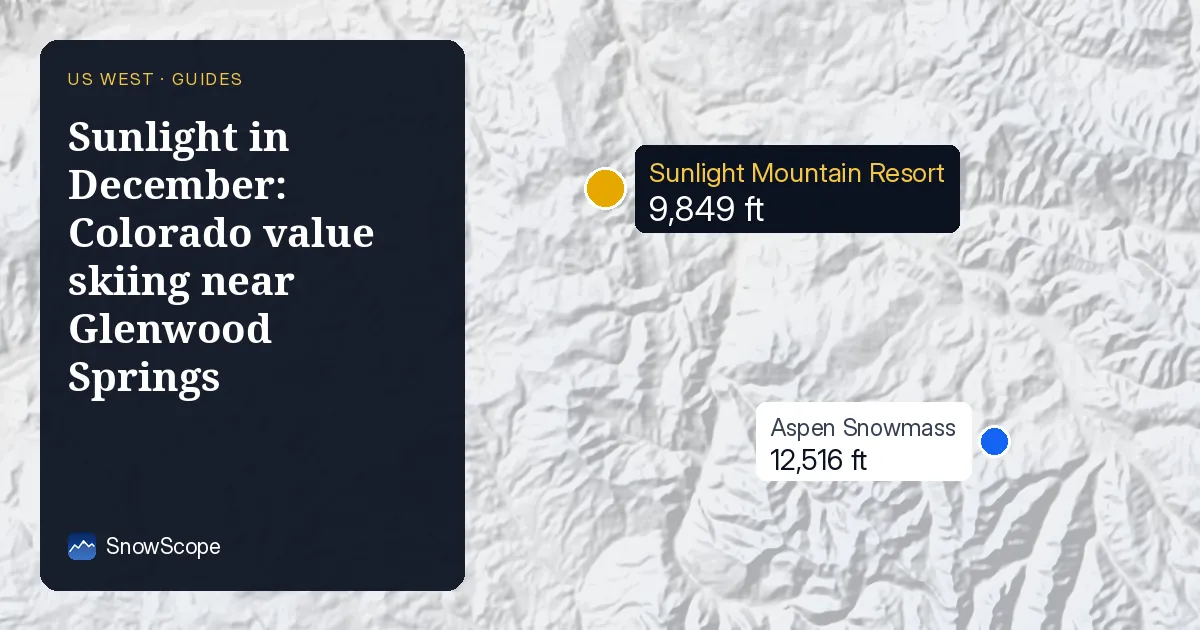 US WEST · GUIDES
Sunlight in
December:
Colorado value
skiing near
Glenwood
Springs
SnowScope
Sunlight Mountain Resort
9,849 ft
Aspen Snowmass
12,516 ft